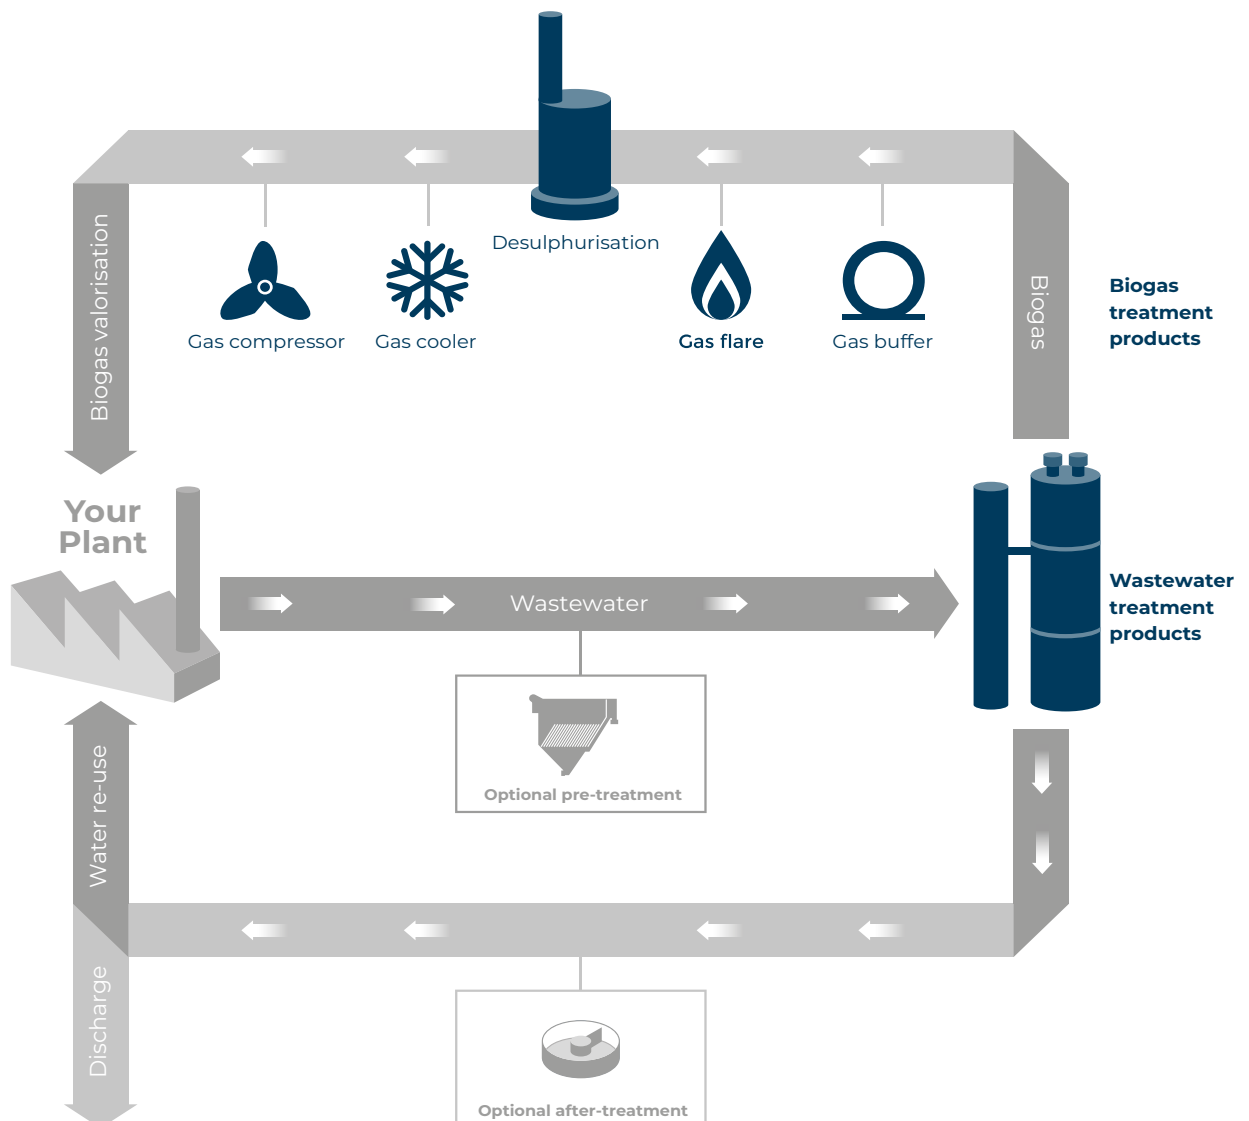 Desulphurisation
Biogas valorisation
Gas compressor
Gas cooler
Gas flare
Gas buffer
Biogas
Biogas
treatment
products
Your
Plant
Wastewater
Wastewater
treatment
products
Optional pre-treatment
Water re-use
Discharge
Optional after-treatment